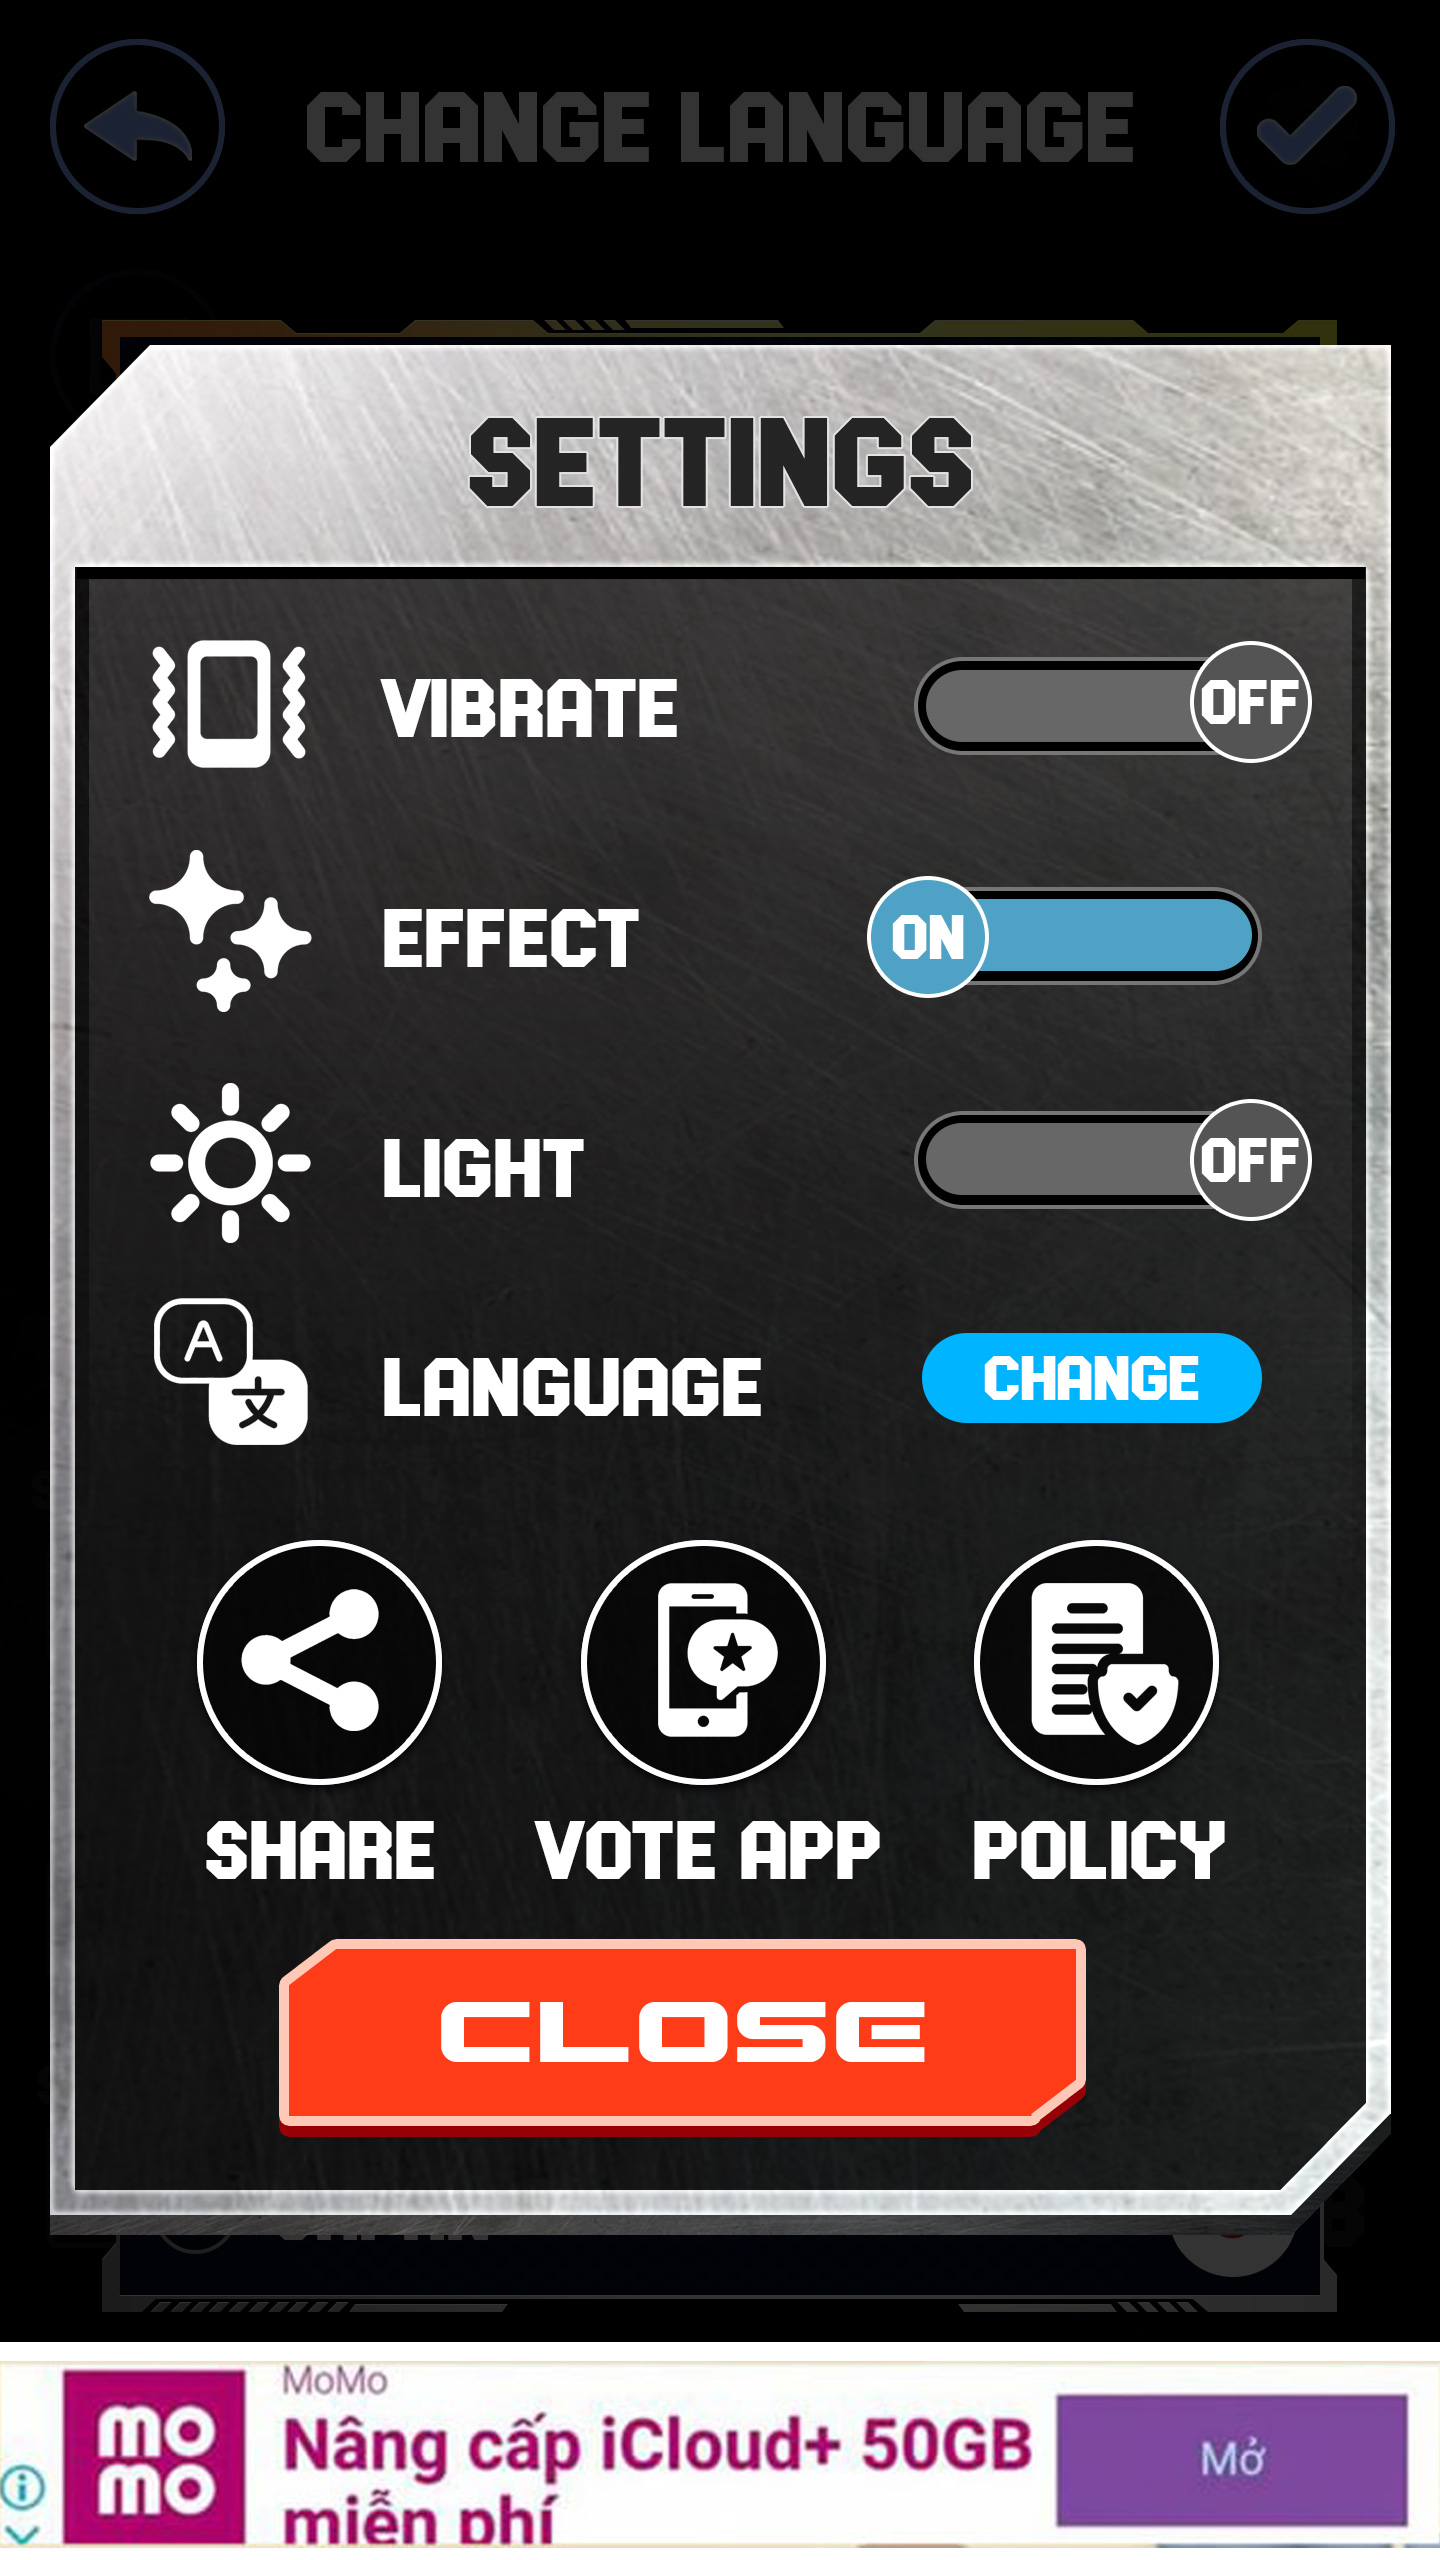 CHANGE LANGUAGE
SETTINGS
VIBRATE
OFF
EFFECT
ON
LIGHT
OFF
A
文
LANGUAGE
CHANGE
SHARE
VOTE APP
POLICY
CLOSE
MoMo
mo
mo
Nâng cấp iCloud+ 50GB
miễn phí
Mở